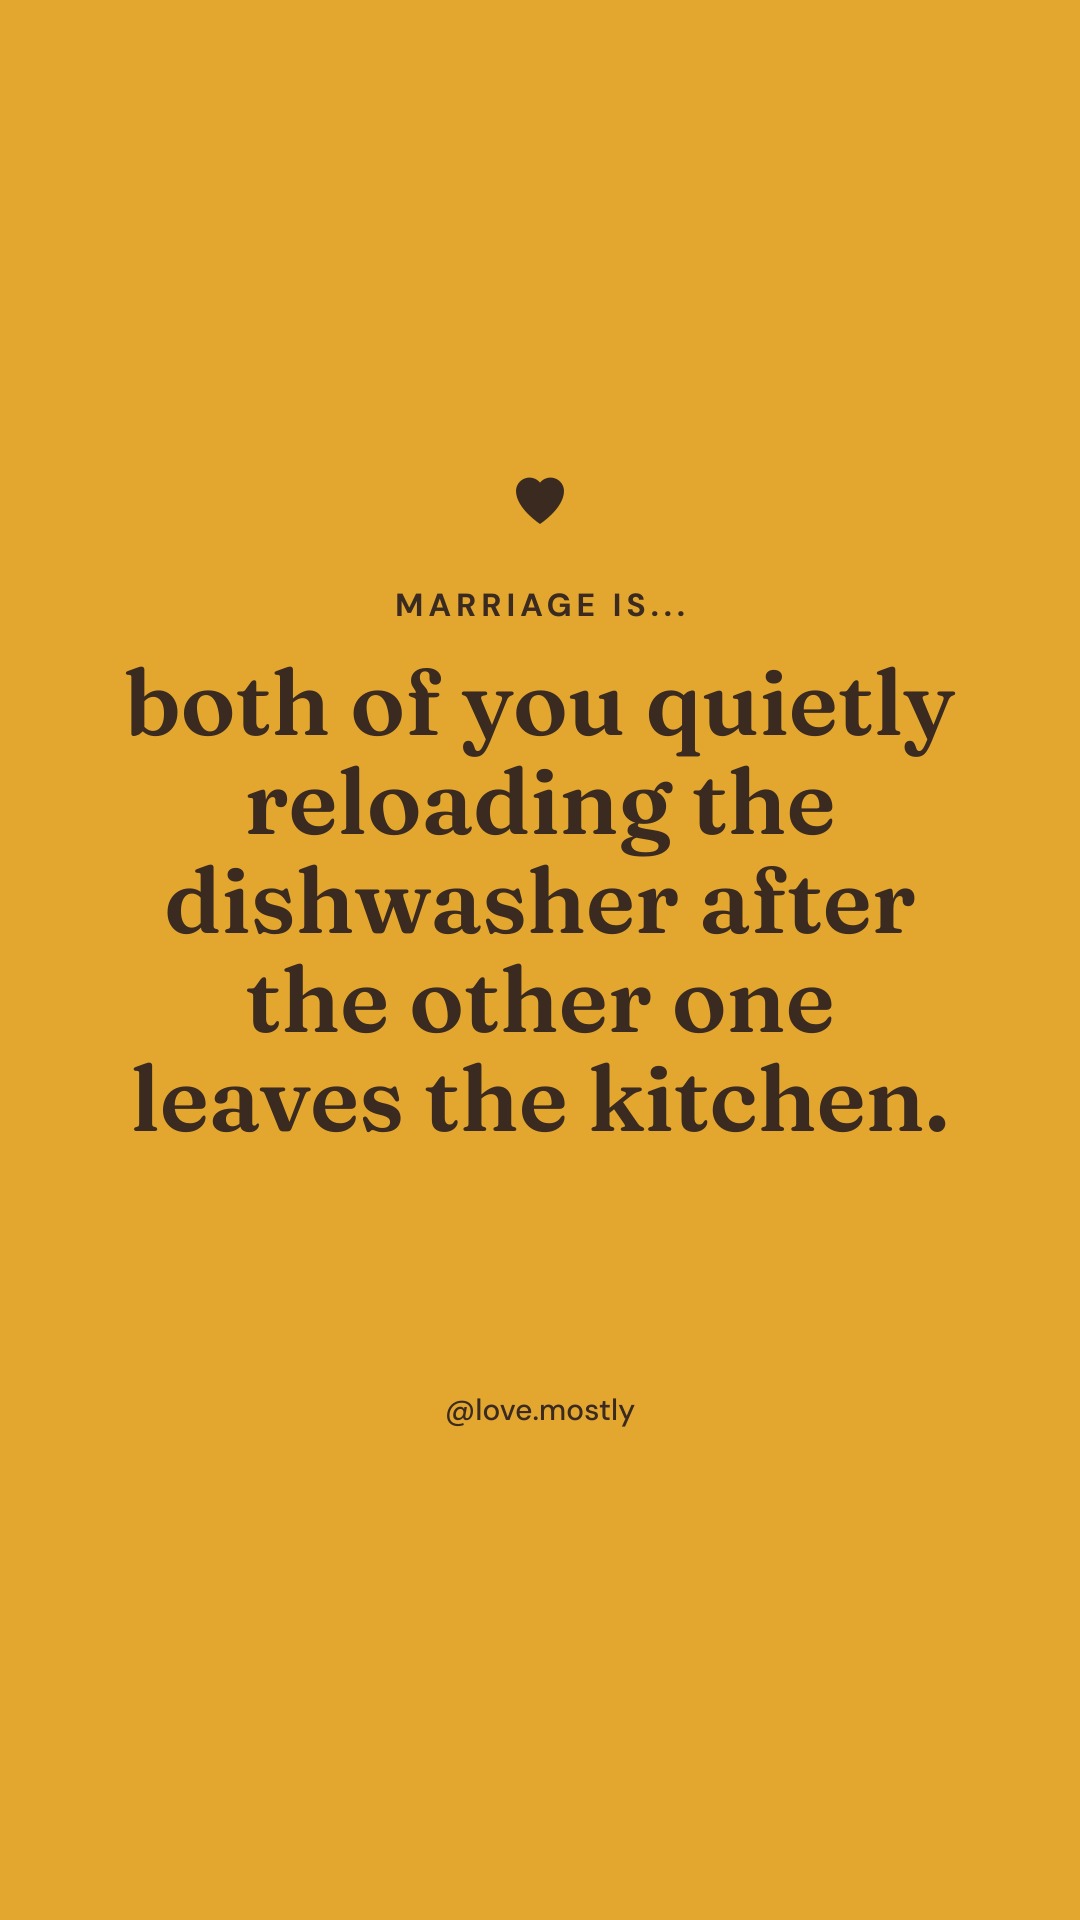 MARRIAGE IS...
both of you quietly
reloading the
dishwasher after
the other one
leaves the kitchen.
@love.mostly